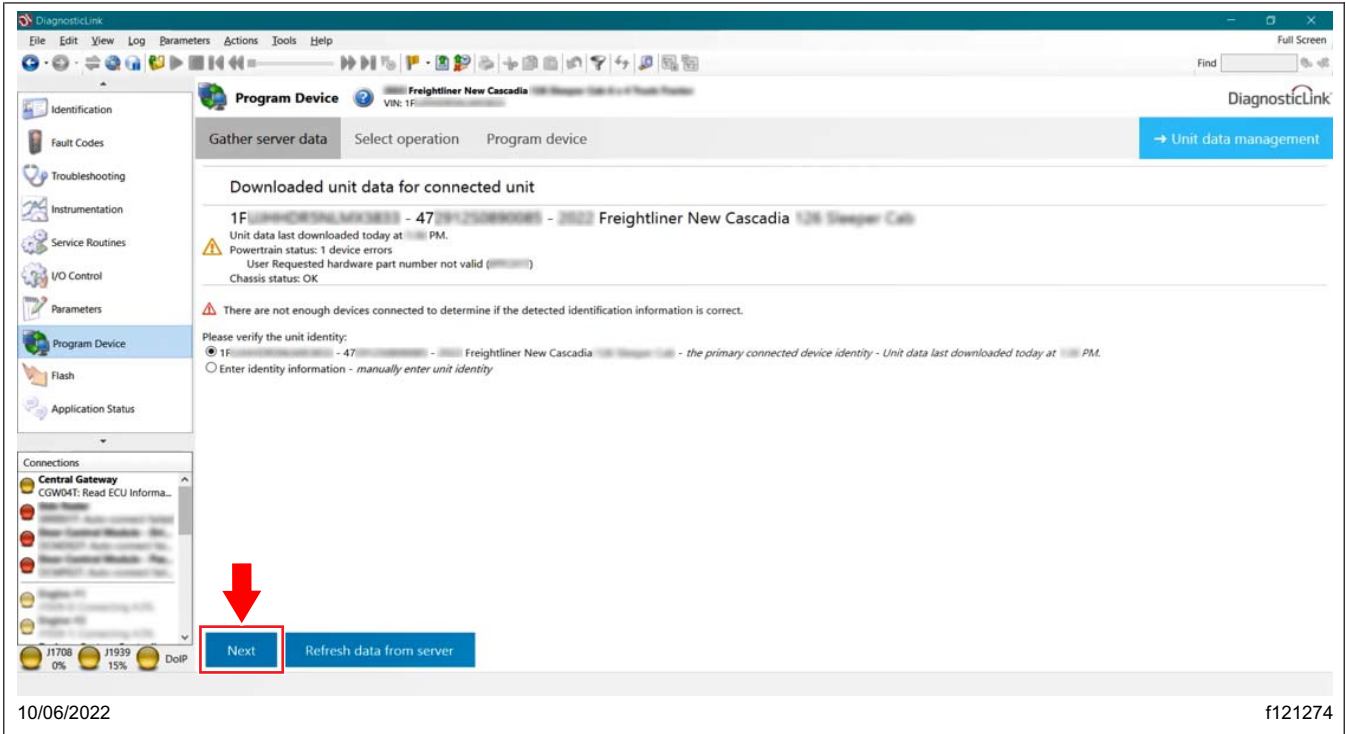 DiagnosticLink
File Edit View Log Parameters Actions Tools Help
Full Screen
Find
Identification
Fault Codes
Troubleshooting
Instrumentation
Service Routines
I/O Control
Parameters
Program Device
Flash
Application Status
Program Device
Freightliner New Cascadia
VIN: 1F
DiagnosticLink
Gather server data Select operation Program device
→ Unit data management
Downloaded unit data for connected unit
1F - 47 - Freightliner New Cascadia
Unit data last downloaded today at PM.
Powertrain status: 1 device errors
User Requested hardware part number not valid ( )
Chassis status: OK
There are not enough devices connected to determine if the detected identification information is correct.
Please verify the unit identity:
1F - 47 - Freightliner New Cascadia - the primary connected device identity - Unit data last downloaded today at PM.
Enter identity information - manually enter unit identity
Connections
Central Gateway
CGW04T: Read ECU Informa...
J1708 0% J1939 15% DoIP
Next Refresh data from server
10/06/2022 f121274